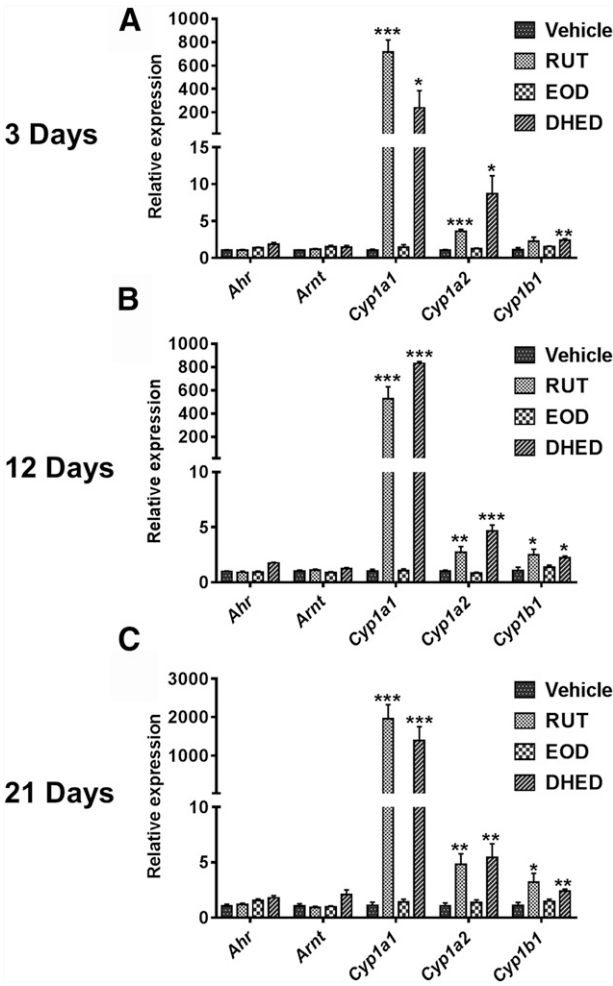 A
3 Days
Relative expression
1000
800
600
400
200
15
10
5
0
***
*
***
*
**
Vehicle
RUT
EOD
DHED
Ahr
Arnt
Cyp1a1
Cyp1a2
Cyp1b1
B
12 Days
Relative expression
1000
800
600
400
200
10
5
0
***
***
**
***
*
*
Vehicle
RUT
EOD
DHED
Ahr
Arnt
Cyp1a1
Cyp1a2
Cyp1b1
C
21 Days
Relative expression
3000
2000
1000
10
5
0
***
***
**
**
*
**
Vehicle
RUT
EOD
DHED
Ahr
Arnt
Cyp1a1
Cyp1a2
Cyp1b1